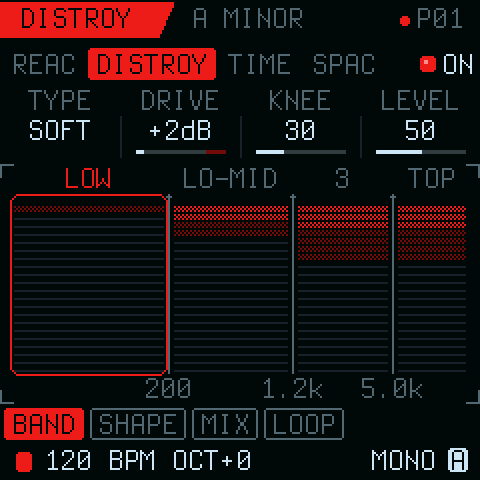 DISTROY A MINOR P01
REAC DISTROY TIME SPAC ON
TYPE DRIVE KNEE LEVEL
SOFT +2dB 30 50
LOW LO-MID 3 TOP
200 1.2k 5.0k
BAND SHAPE MIX LOOP
120 BPM OCT+0 MONO A